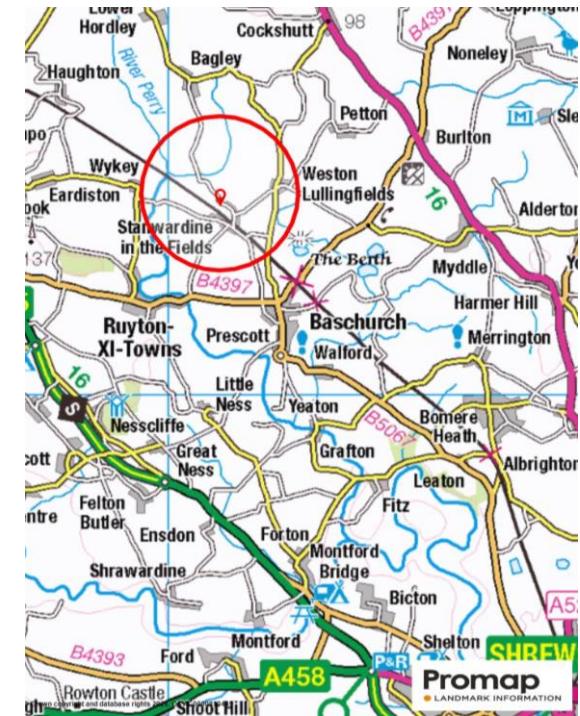 Lower
Hordley
Cockshutt
98
B4397
Loppington
Noneley
Haughton
River Perry
Bagley
Petton
Burlton
Wykey
Weston
Lullingfields
16
Eardiston
Alderton
Stanwardine
in the Fields
137
The Berth
Myddle
B4397
Harmer Hill
Ruyton-
XI-Towns
Prescott
Baschurch
Merrington
Walford
16
S
Little
Ness
Yeaton
Nesscliffe
B5067
Bomere
Heath
Great
Ness
Grafton
Albrighton
Leaton
Felton
Butler
Fitz
Ensdon
Forton
Shrawardine
Montford
Bridge
Bicton
Montford
Shelton
B4393
Ford
P&R
SHREW
A458
Rowton Castle
Shoot Hill
Promap
LANDMARK INFORMATION